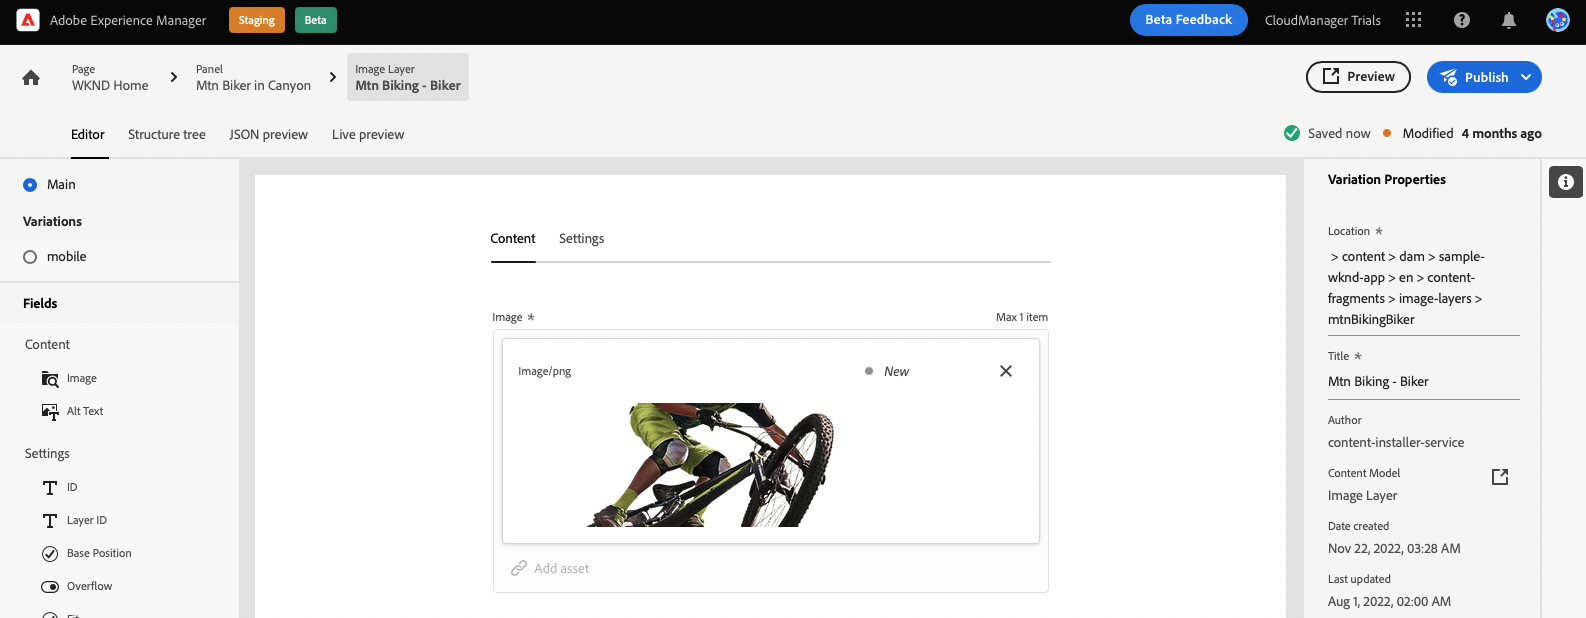 Adobe Experience Manager
Staging
Beta
Beta Feedback
CloudManager Trials
Page
WKND Home
Panel
Mtn Biker in Canyon
Image Layer
Mtn Biking - Biker
Preview
Publish
Editor
Structure tree
JSON preview
Live preview
Saved now
Modified 4 months ago
Main
Variations
mobile
Fields
Content
Image
Alt Text
Settings
ID
Layer ID
Base Position
Overflow
Content
Settings
Image *
Max 1 item
Image/png
New
Add asset
Variation Properties
Location *
> content > dam > sample-
wknd-app > en > content-
fragments > image-layers >
mtnBikingBiker
Title *
Mtn Biking - Biker
Author
content-installer-service
Content Model
Image Layer
Date created
Nov 22, 2022, 03:28 AM
Last updated
Aug 1, 2022, 02:00 AM